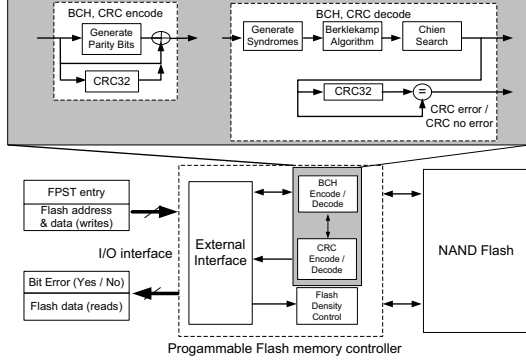 BCH, CRC encode
Generate
Parity Bits
CRC32
BCH, CRC decode
Generate
Syndromes
Berklekamp
Algorithm
Chien
Search
CRC32
=
CRC error /
CRC no error
FPST entry
Flash address
& data (writes)
I/O interface
Bit Error (Yes / No)
Flash data (reads)
External
Interface
BCH
Encode /
Decode
CRC
Encode /
Decode
Flash
Density
Control
NAND Flash
Progammable Flash memory controller